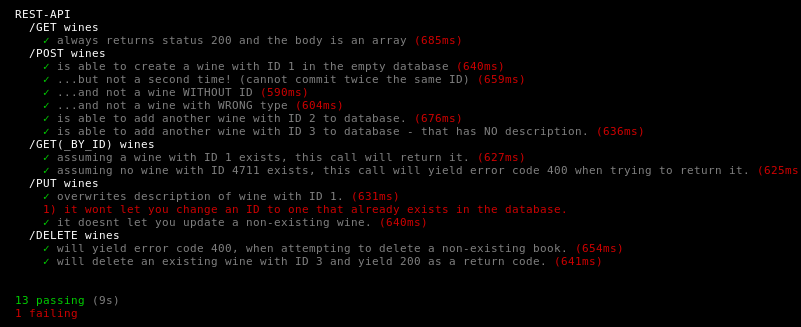 REST-API
/GET wines
✓ always returns status 200 and the body is an array (685ms)
/POST wines
✓ is able to create a wine with ID 1 in the empty database (640ms)
✓ ...but not a second time! (cannot commit twice the same ID) (659ms)
✓ ...and not a wine WITHOUT ID (590ms)
✓ ...and not a wine with WRONG type (604ms)
✓ is able to add another wine with ID 2 to database. (676ms)
✓ is able to add another wine with ID 3 to database - that has NO description. (636ms)
/GET(_BY_ID) wines
✓ assuming a wine with ID 1 exists, this call will return it. (627ms)
✓ assuming no wine with ID 4711 exists, this call will yield error code 400 when trying to return it. (625ms
/PUT wines
✓ overwrites description of wine with ID 1. (631ms)
1) it wont let you change an ID to one that already exists in the database.
✓ it doesnt let you update a non-existing wine. (640ms)
/DELETE wines
✓ will yield error code 400, when attempting to delete a non-existing book. (654ms)
✓ will delete an existing wine with ID 3 and yield 200 as a return code. (641ms)
13 passing (9s)
1 failing